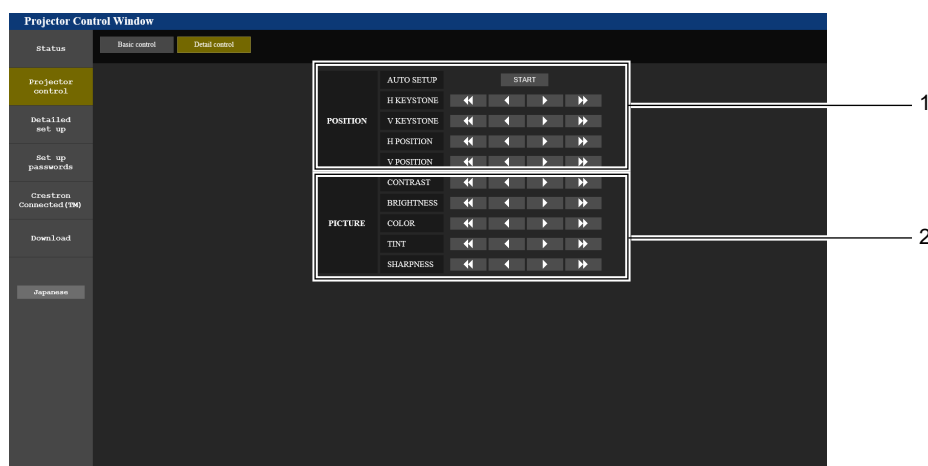 Projector Control Window
Status
Basic control
Detail control
Projector
control
Detailed
set up
Set up
passwords
Crestron
Connected(TM)
Download
Japanese
POSITION
AUTO SETUP
START
H KEYSTONE
V KEYSTONE
H POSITION
V POSITION
PICTURE
CONTRAST
BRIGHTNESS
COLOR
TINT
SHARPNESS
1
2